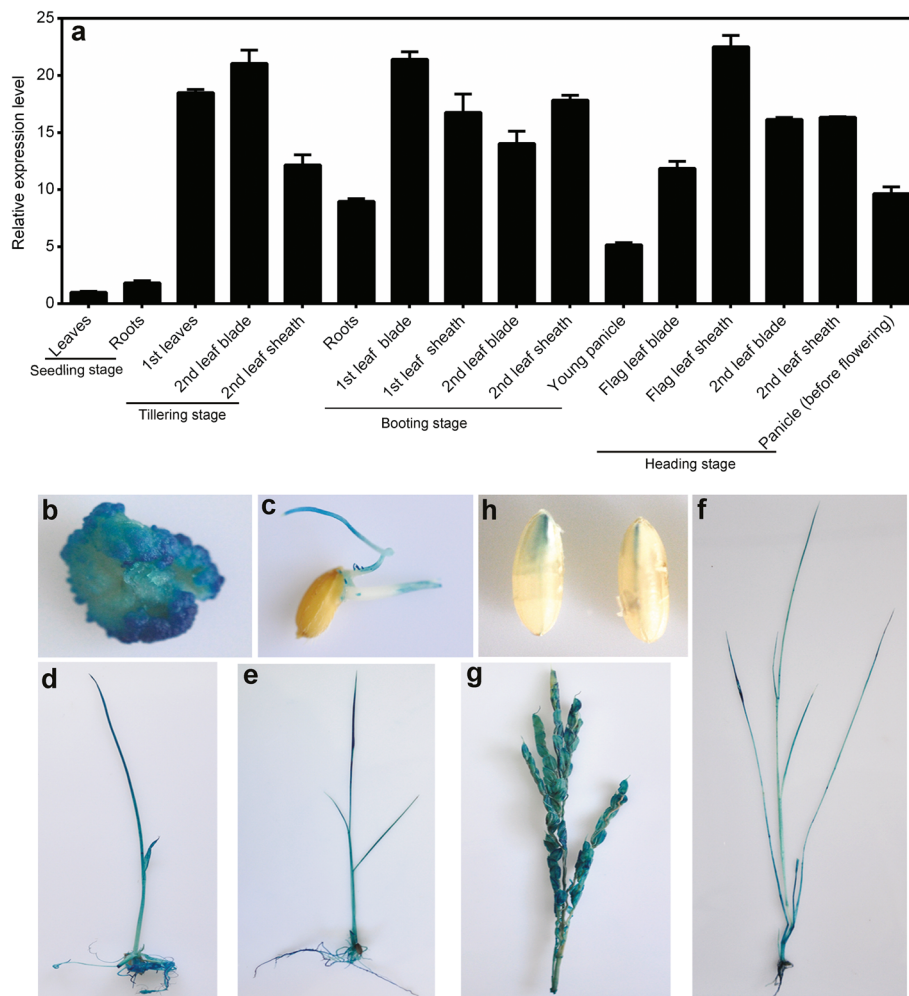 a
25
20
15
10
5
0
Relative expression level
Leaves
Roots
1st leaves
2nd leaf blade
2nd leaf sheath
Roots
1st leaf blade
1st leaf sheath
2nd leaf blade
2nd leaf sheath
Young panicle
Flag leaf blade
Flag leaf sheath
2nd leaf blade
2nd leaf sheath
Panicle (before flowering)
Seedling stage
Tillering stage
Booting stage
Heading stage
b
c
h
f
d
e
g